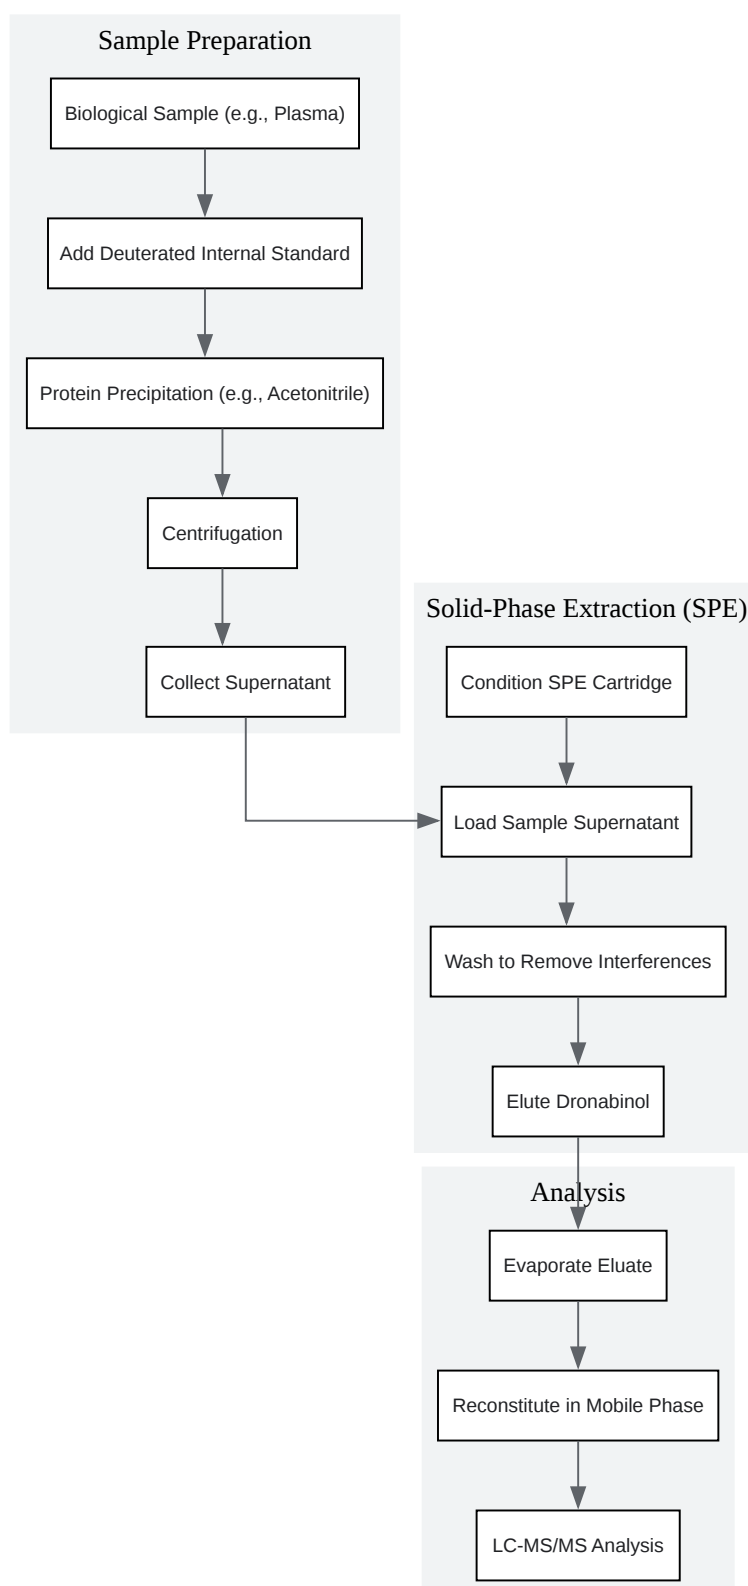 Sample Preparation
Biological Sample (e.g., Plasma)
Add Deuterated Internal Standard
Protein Precipitation (e.g., Acetonitrile)
Centrifugation
Collect Supernatant
Solid-Phase Extraction (SPE)
Condition SPE Cartridge
Load Sample Supernatant
Wash to Remove Interferences
Elute Dronabinol
Analysis
Evaporate Eluate
Reconstitute in Mobile Phase
LC-MS/MS Analysis